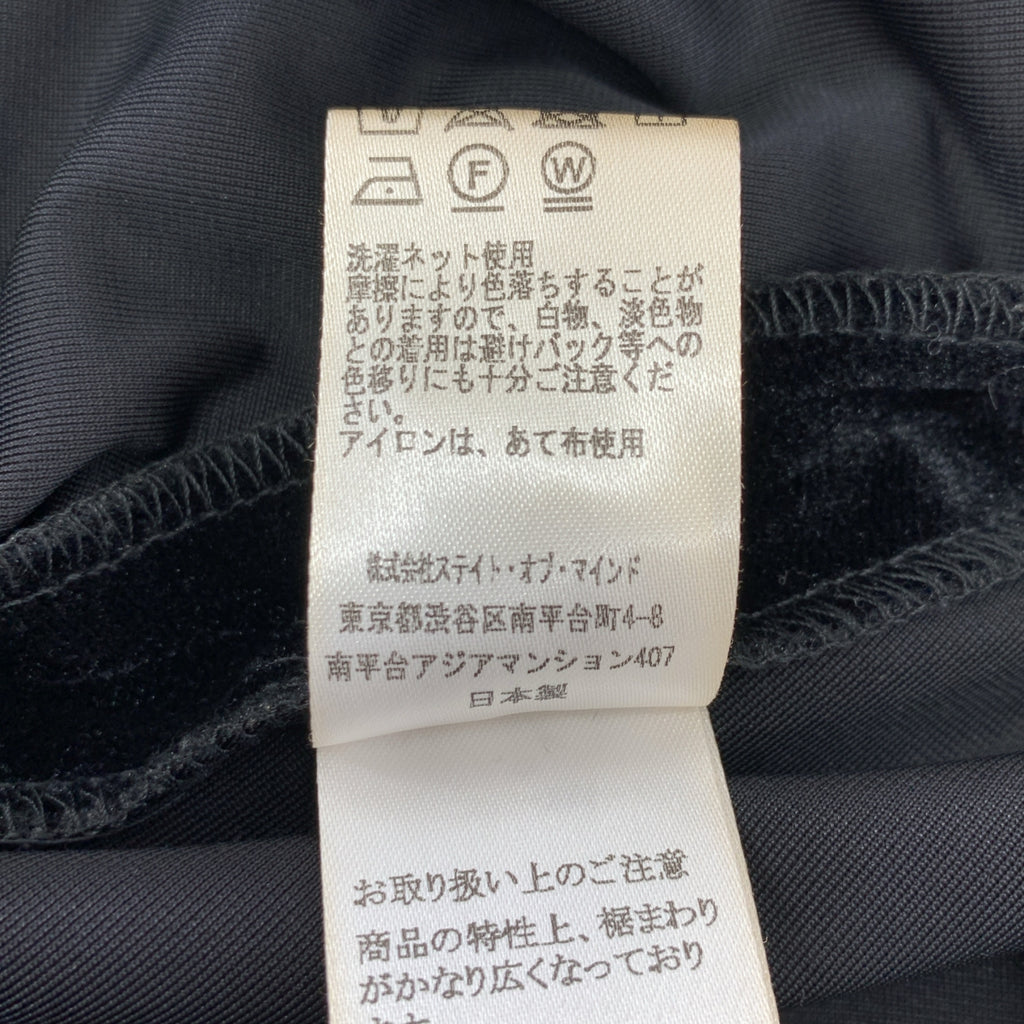 F W
洗濯ネット使用
摩擦により色落ちすることが
ありますので、白物、淡色物
との着用は避けバック等への
色移りにも十分ご注意くだ
さい。
アイロンは、あて布使用
株式会社ステイト・オブ・マインド
東京都渋谷区南平台町4-8
南平台アジアマンション407
日本製
お取り扱い上のご注意
商品の特性上、裾まわり
がかなり広くなっており